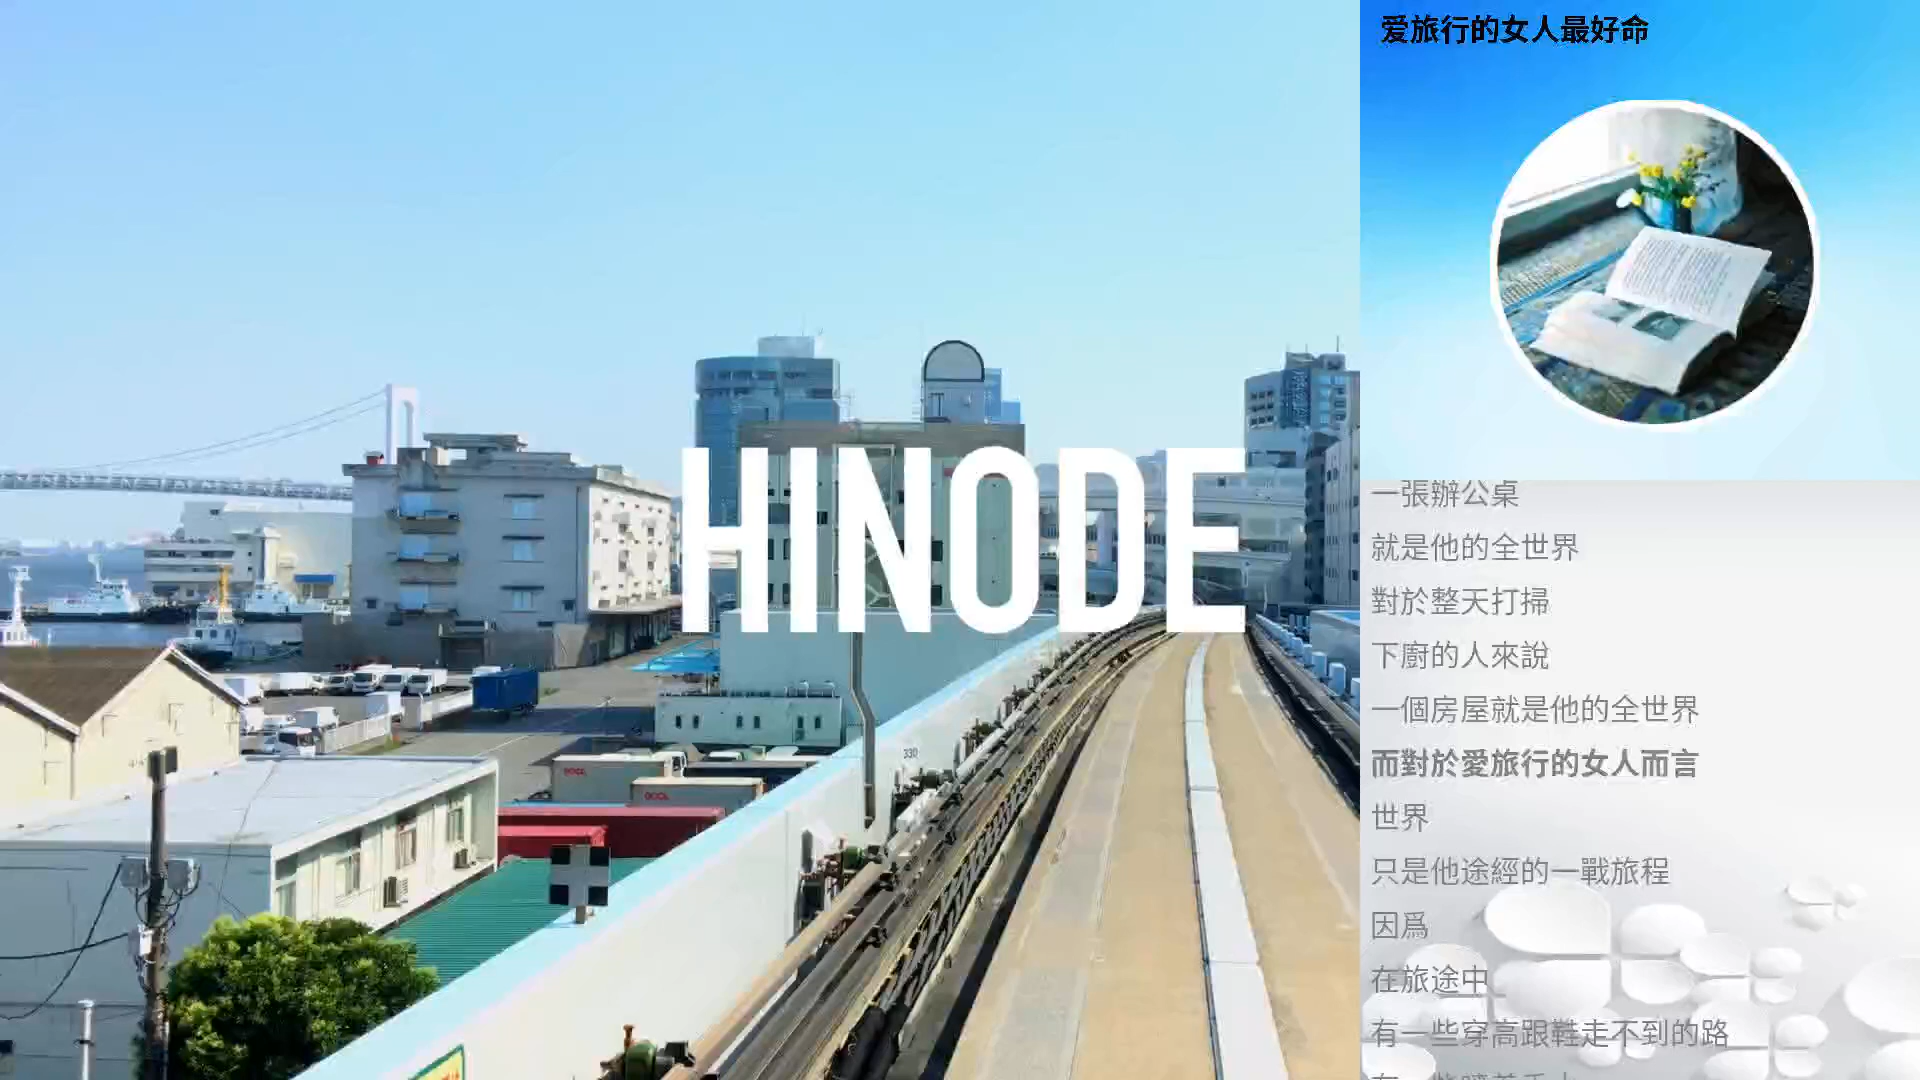 爱旅行的女人最好命
HINODE
330
一張辦公桌
就是他的全世界
對於整天打掃
下廚的人來說
一個房屋就是他的全世界
而對於愛旅行的女人而言
世界
只是他途經的一戰旅程
因爲
在旅途中
有一些穿高跟鞋走不到的路